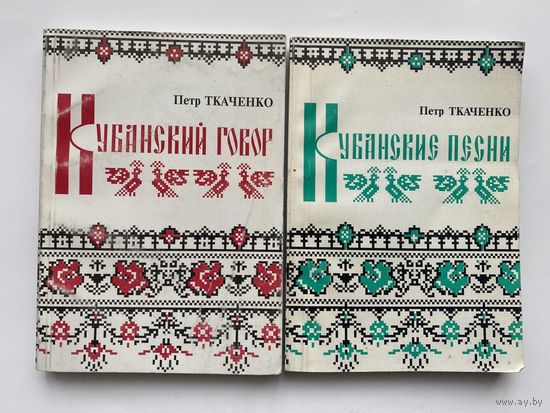 Петр ТКАЧЕНКО
КУБАНСКИЙ ГОВОР
Петр ТКАЧЕНКО
КУБАНСКИЕ ПЕСНИ
www.ay.by